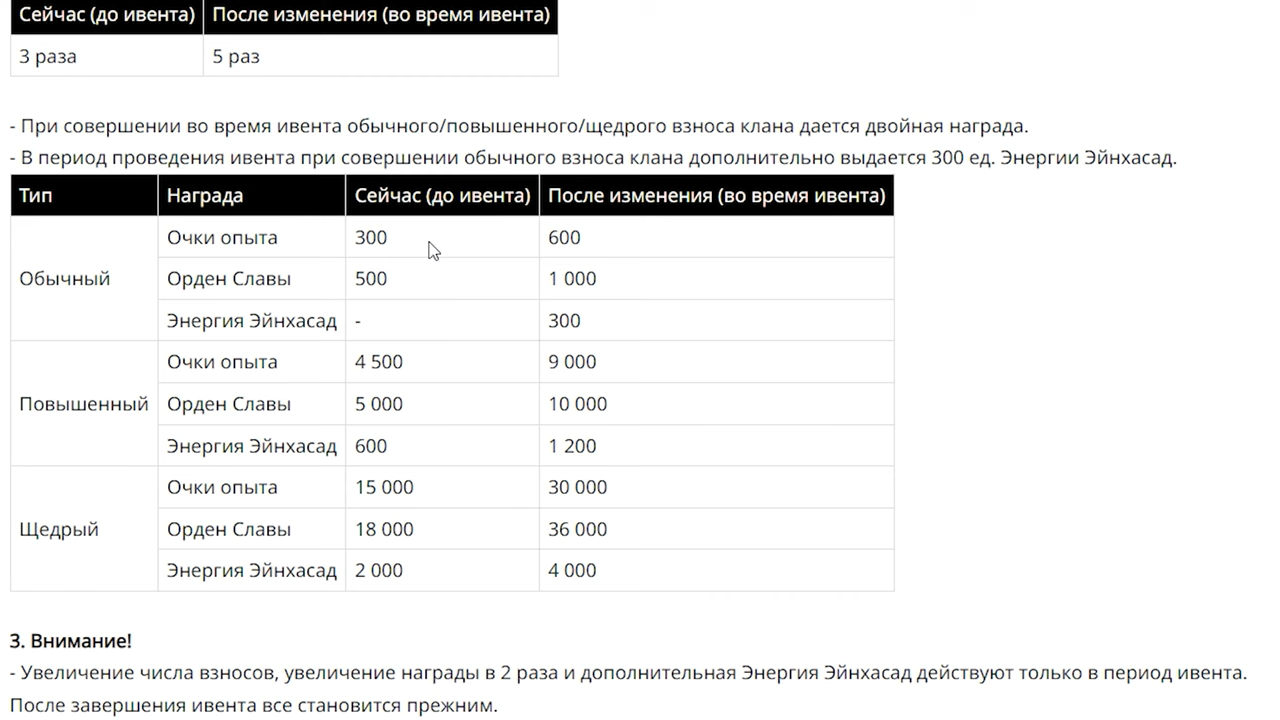 Сейчас (до ивента) После изменения (во время ивента)
3 раза 5 раз
- При совершении во время ивента обычного/повышенного/щедрого взноса клана дается двойная награда.
- В период проведения ивента при совершении обычного взноса клана дополнительно выдается 300 ед. Энергии Эйнхасад.
Тип Награда Сейчас (до ивента) После изменения (во время ивента)
Очки опыта 300 600
Обычный Орден Славы 500 1 000
Энергия Эйнхасад - 300
Очки опыта 4 500 9 000
Повышенный Орден Славы 5 000 10 000
Энергия Эйнхасад 600 1 200
Очки опыта 15 000 30 000
Щедрый Орден Славы 18 000 36 000
Энергия Эйнхасад 2 000 4 000
3. Внимание!
- Увеличение числа взносов, увеличение награды в 2 раза и дополнительная Энергия Эйнхасад действуют только в период ивента.
После завершения ивента все становится прежним.